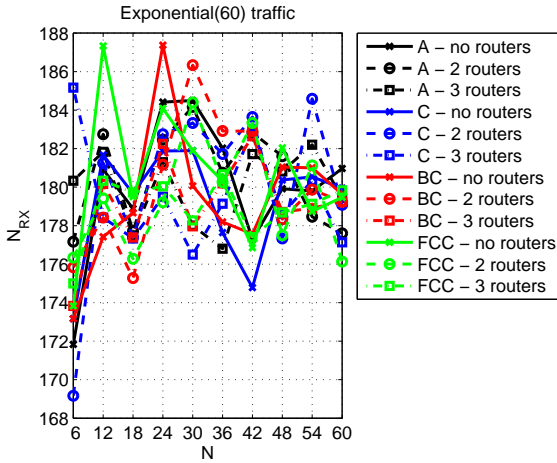 Exponential(60) traffic
188
186
184
182
180
178
176
174
172
170
168
6 12 18 24 30 36 42 48 54 60
N
N_RX
A – no routers
A – 2 routers
A – 3 routers
C – no routers
C – 2 routers
C – 3 routers
BC – no routers
BC – 2 routers
BC – 3 routers
FCC – no routers
FCC – 2 routers
FCC – 3 routers